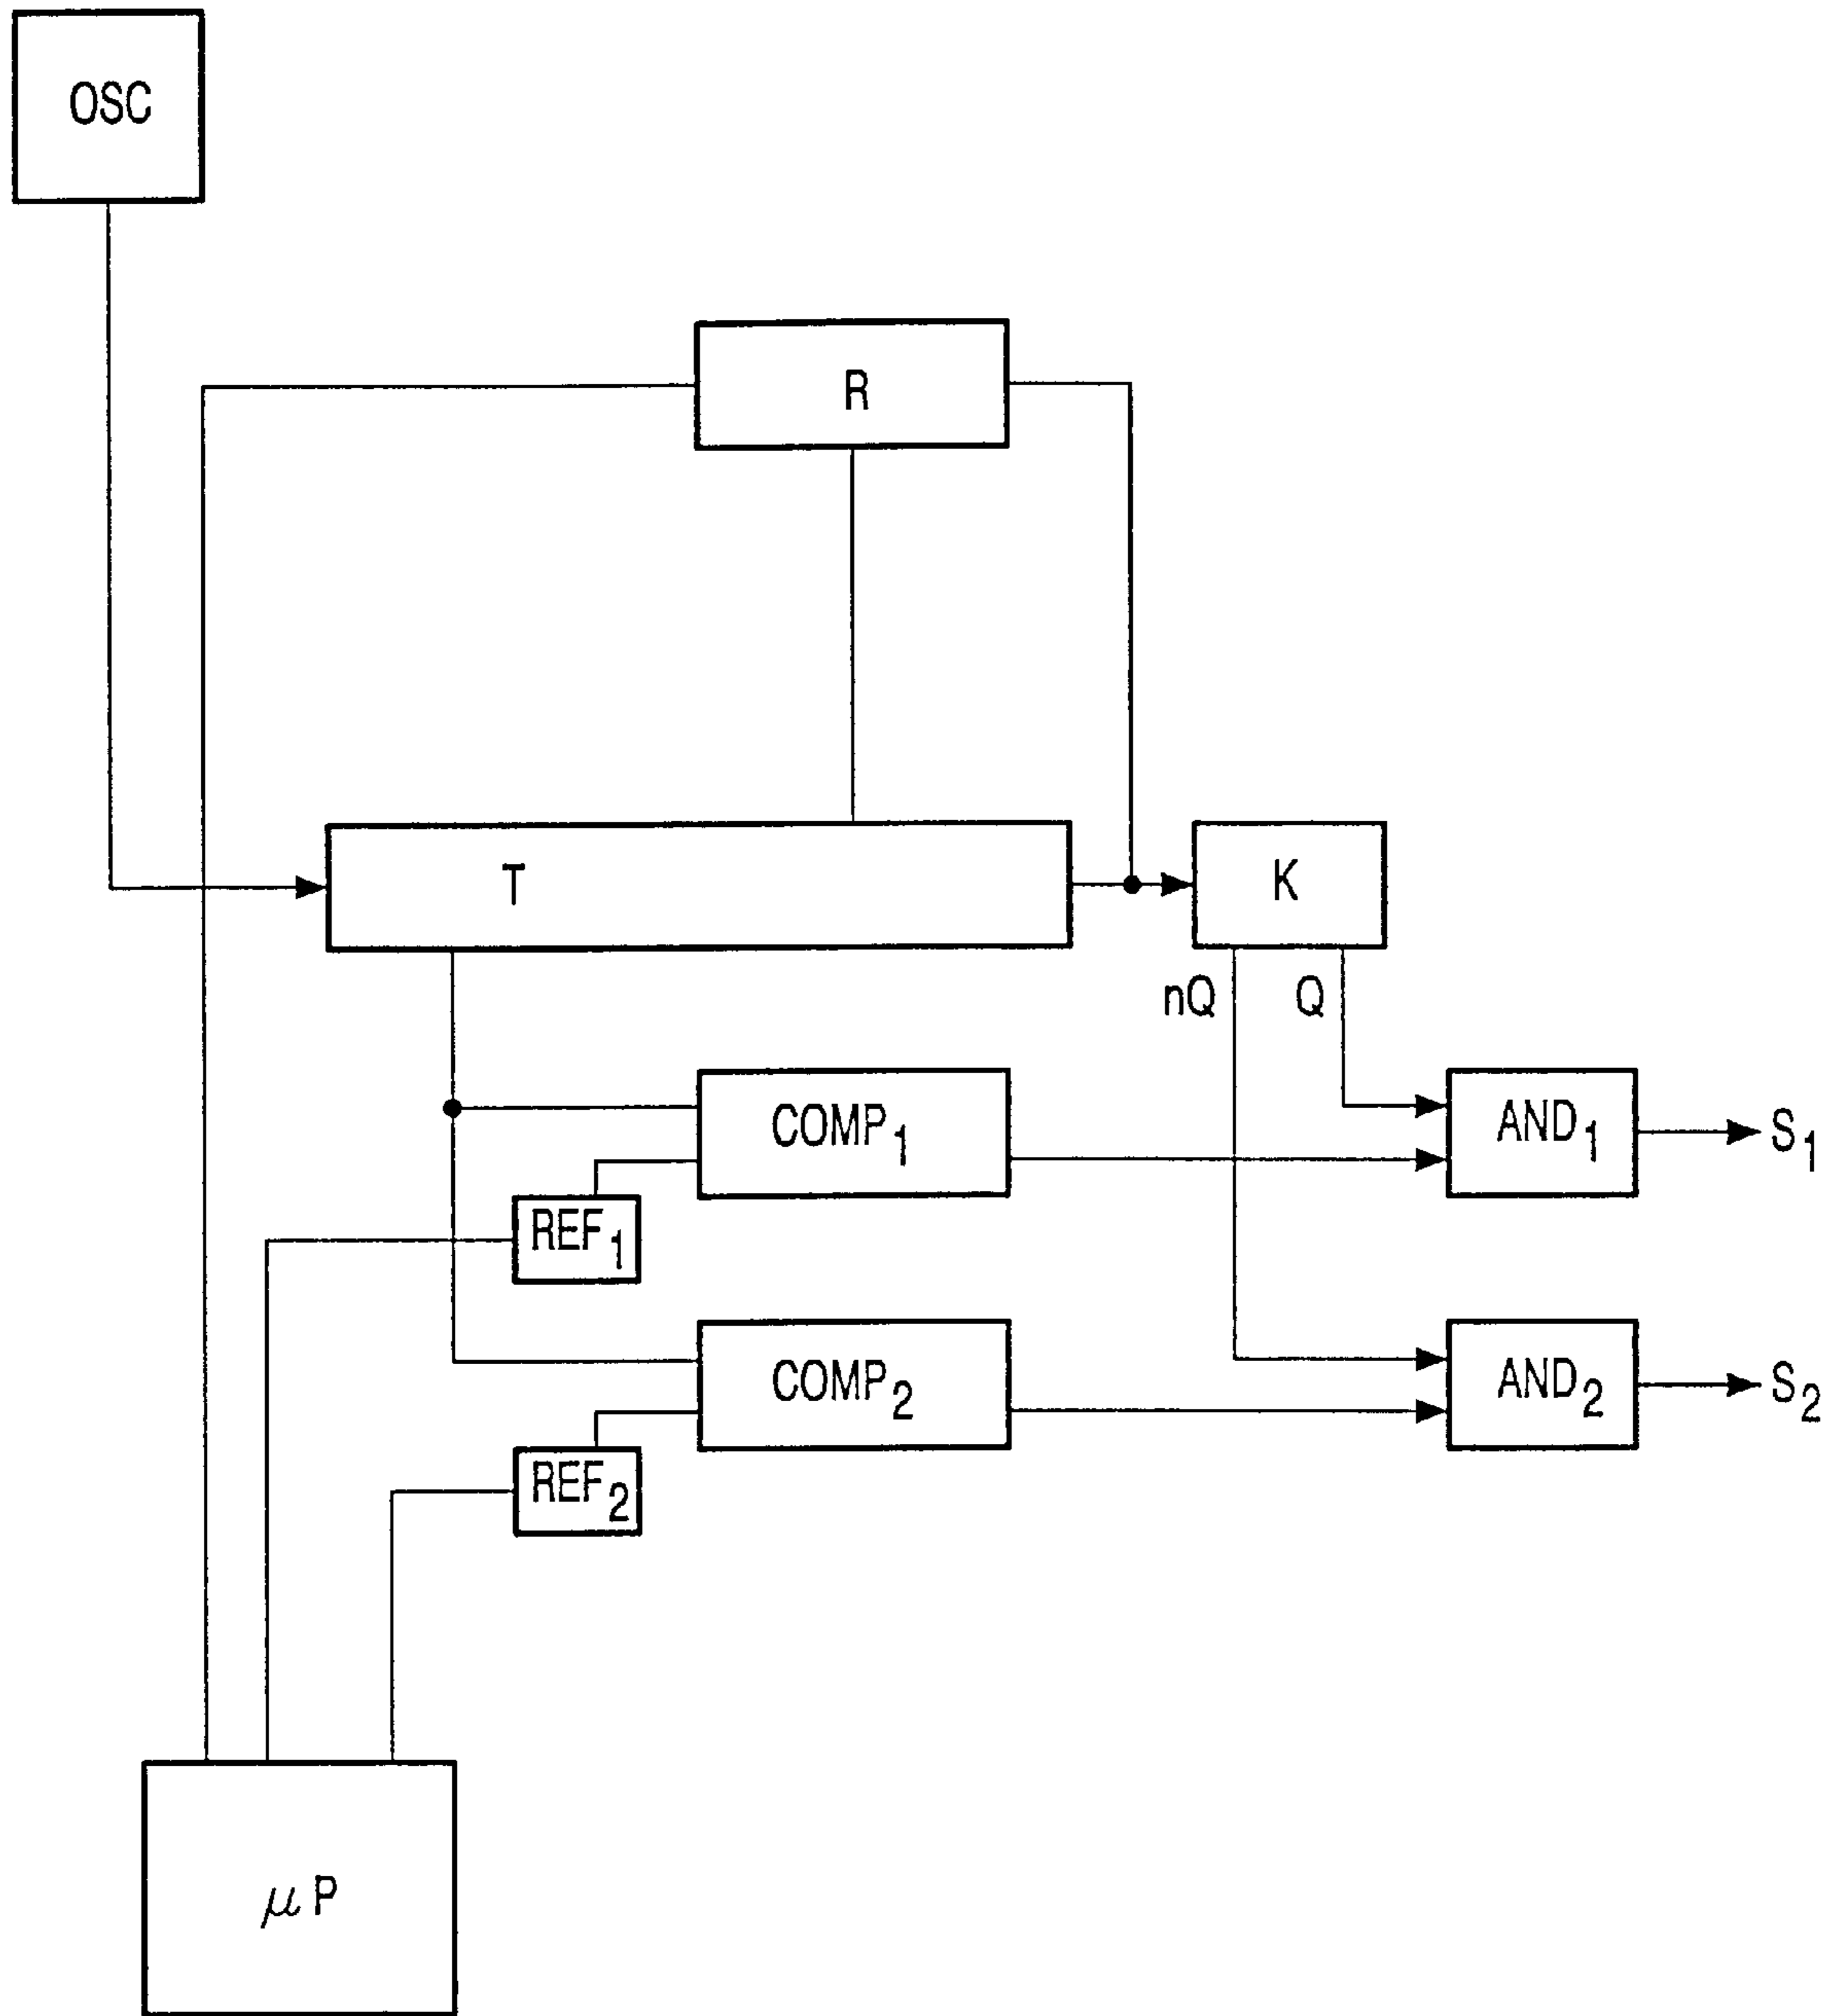 OSC
R
T
K
nQ
Q
COMP₁
AND₁
S₁
REF₁
COMP₂
AND₂
S₂
REF₂
μP